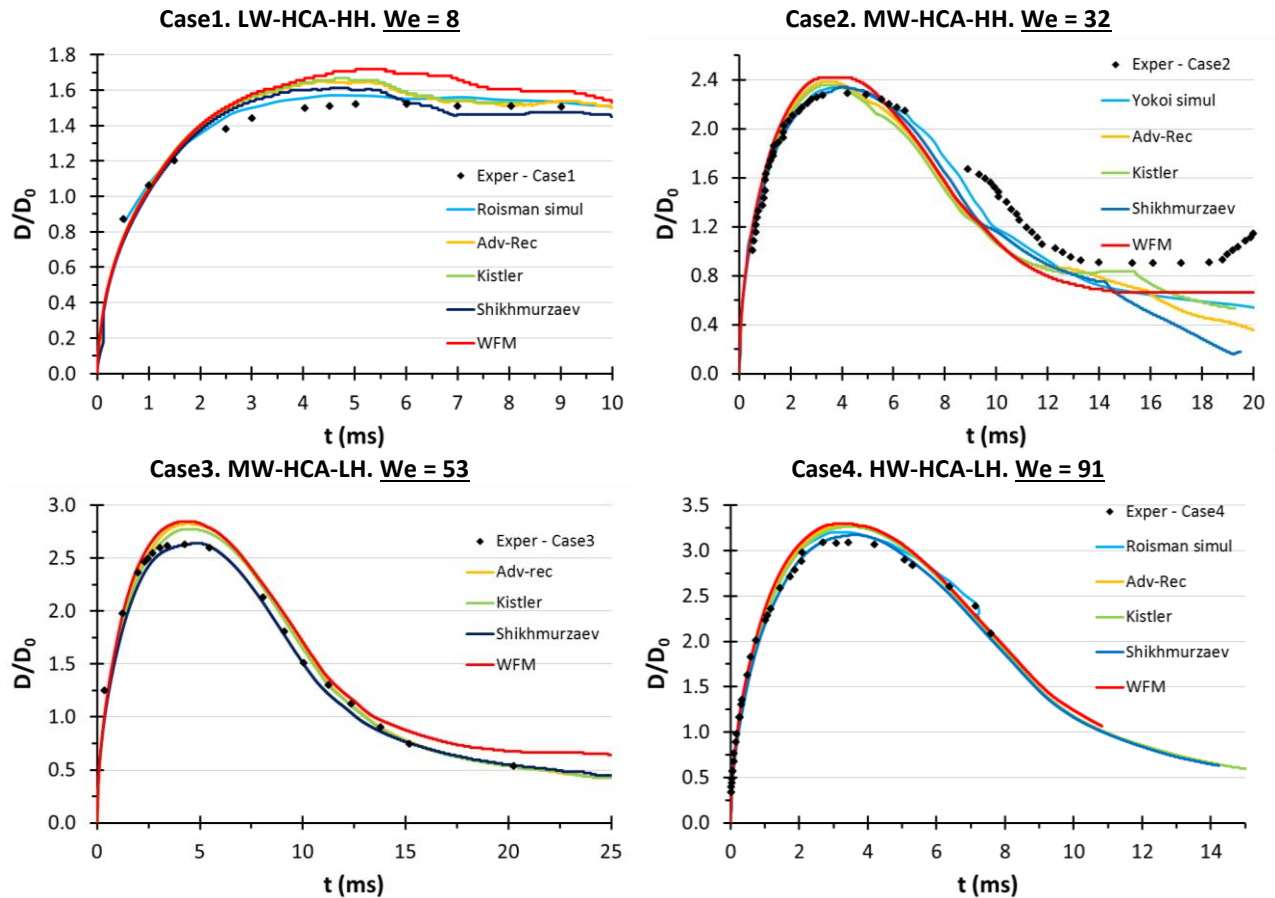 Case1. LW-HCA-HH. We = 8
D/D0
1.8
1.6
1.4
1.2
1.0
0.8
0.6
0.4
0.2
0.0
Exper - Case1
Roisman simul
Adv-Rec
Kistler
Shikhmurzaev
WFM
0 1 2 3 4 5 6 7 8 9 10
t (ms)
Case2. MW-HCA-HH. We = 32
D/D0
2.4
2.0
1.6
1.2
0.8
0.4
0.0
Exper - Case2
Yokoi simul
Adv-Rec
Kistler
Shikhmurzaev
WFM
0 2 4 6 8 10 12 14 16 18 20
t (ms)
Case3. MW-HCA-LH. We = 53
D/D0
3.0
2.5
2.0
1.5
1.0
0.5
0.0
Exper - Case3
Adv-rec
Kistler
Shikhmurzaev
WFM
0 5 10 15 20 25
t (ms)
Case4. HW-HCA-LH. We = 91
D/D0
3.5
3.0
2.5
2.0
1.5
1.0
0.5
0.0
Exper - Case4
Roisman simul
Adv-Rec
Kistler
Shikhmurzaev
WFM
0 2 4 6 8 10 12 14
t (ms)